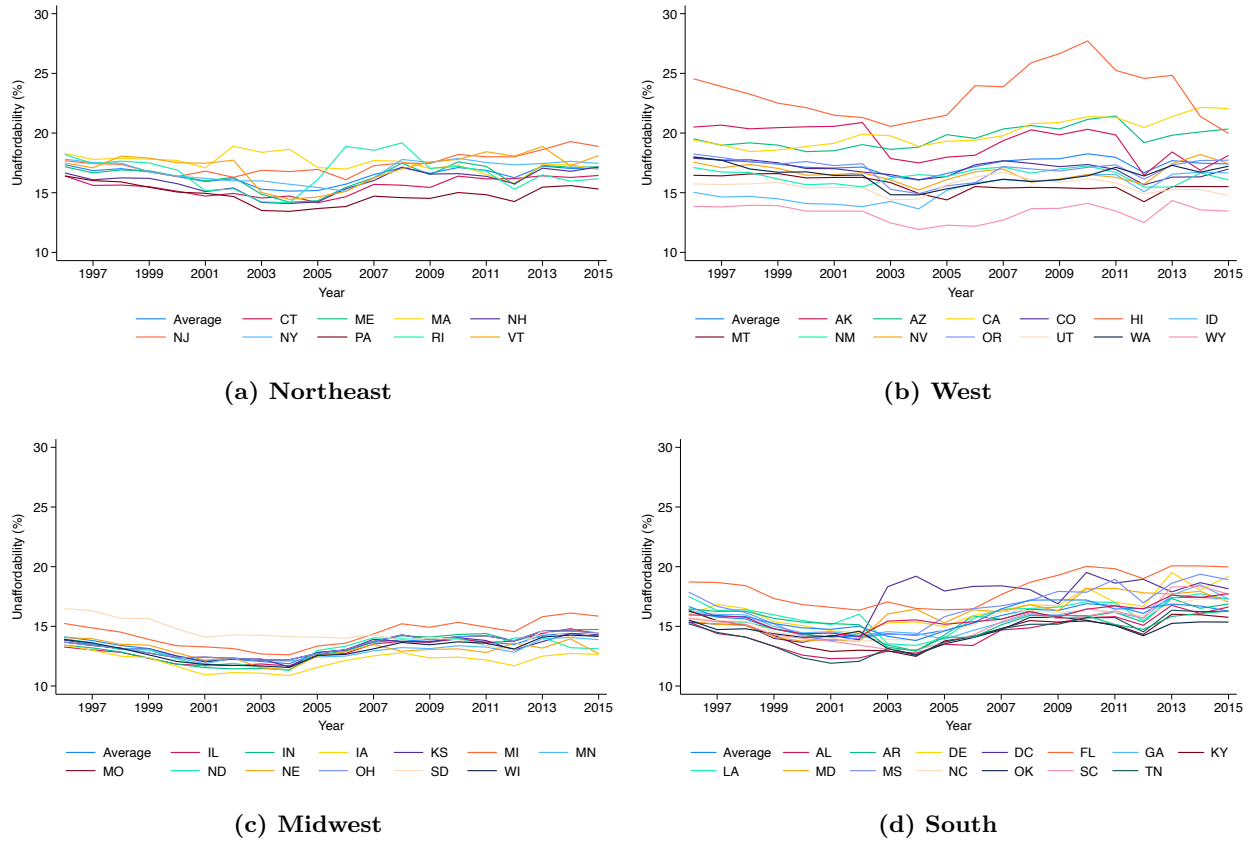 30
25
20
15
10
Unaffordability (%)
1997 1999 2001 2003 2005 2007 2009 2011 2013 2015
Year
Average CT ME MA NH
NJ NY PA RI VT
(a) Northeast
30
25
20
15
10
Unaffordability (%)
1997 1999 2001 2003 2005 2007 2009 2011 2013 2015
Year
Average AK AZ CA CO HI ID
MT NM NV OR UT WA WY
(b) West
30
25
20
15
10
Unaffordability (%)
1997 1999 2001 2003 2005 2007 2009 2011 2013 2015
Year
Average IL IN IA KS MI MN
MO ND NE OH SD WI
(c) Midwest
30
25
20
15
10
Unaffordability (%)
1997 1999 2001 2003 2005 2007 2009 2011 2013 2015
Year
Average AL AR DE DC FL GA KY
LA MD MS NC OK SC TN
(d) South